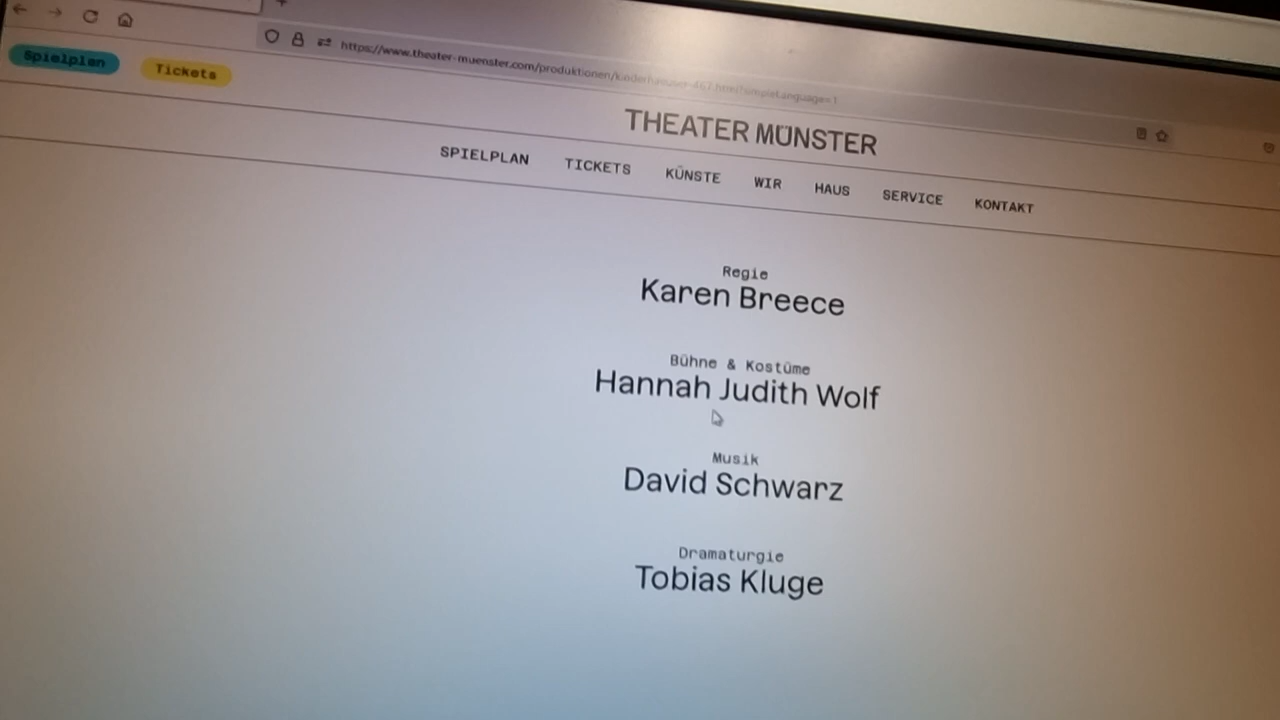 https://www.theater-muenster.com/produktionen/
Spielplan
Tickets
THEATER MÜNSTER
SPIELPLAN TICKETS KÜNSTE WIR HAUS SERVICE KONTAKT
Regie
Karen Breece
Bühne & Kostüme
Hannah Judith Wolf
Musik
David Schwarz
Dramaturgie
Tobias Kluge